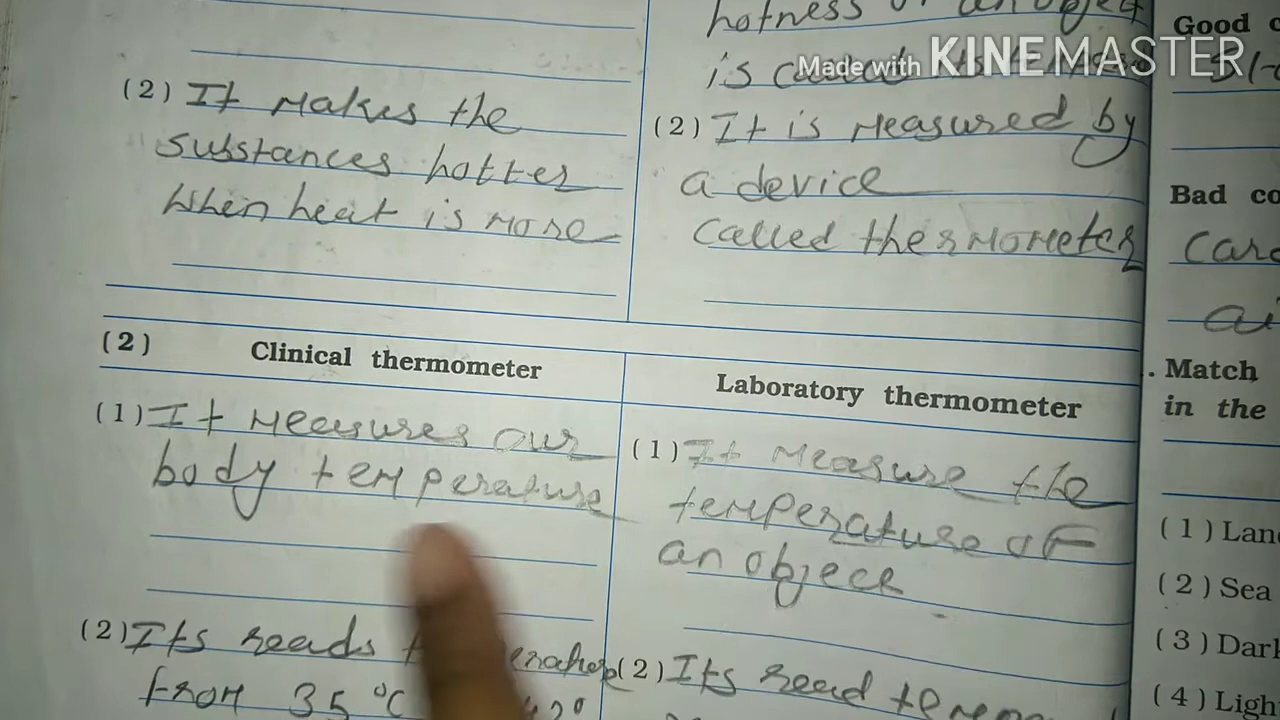 hotness
is
Made with KINEMASTER
(2) It makes the
substances hotter
when heat is more
(2) It is measured by
a device
called thermometer
Good
Bad
(2) Clinical thermometer
Laboratory thermometer
(1) It measures our
body temperature
(1) It measure the
temperature of
an object
(2) Its reads
from 35 °C
(2) Its read
Match
in the
(1)
(2) Sea
(3)
(4)